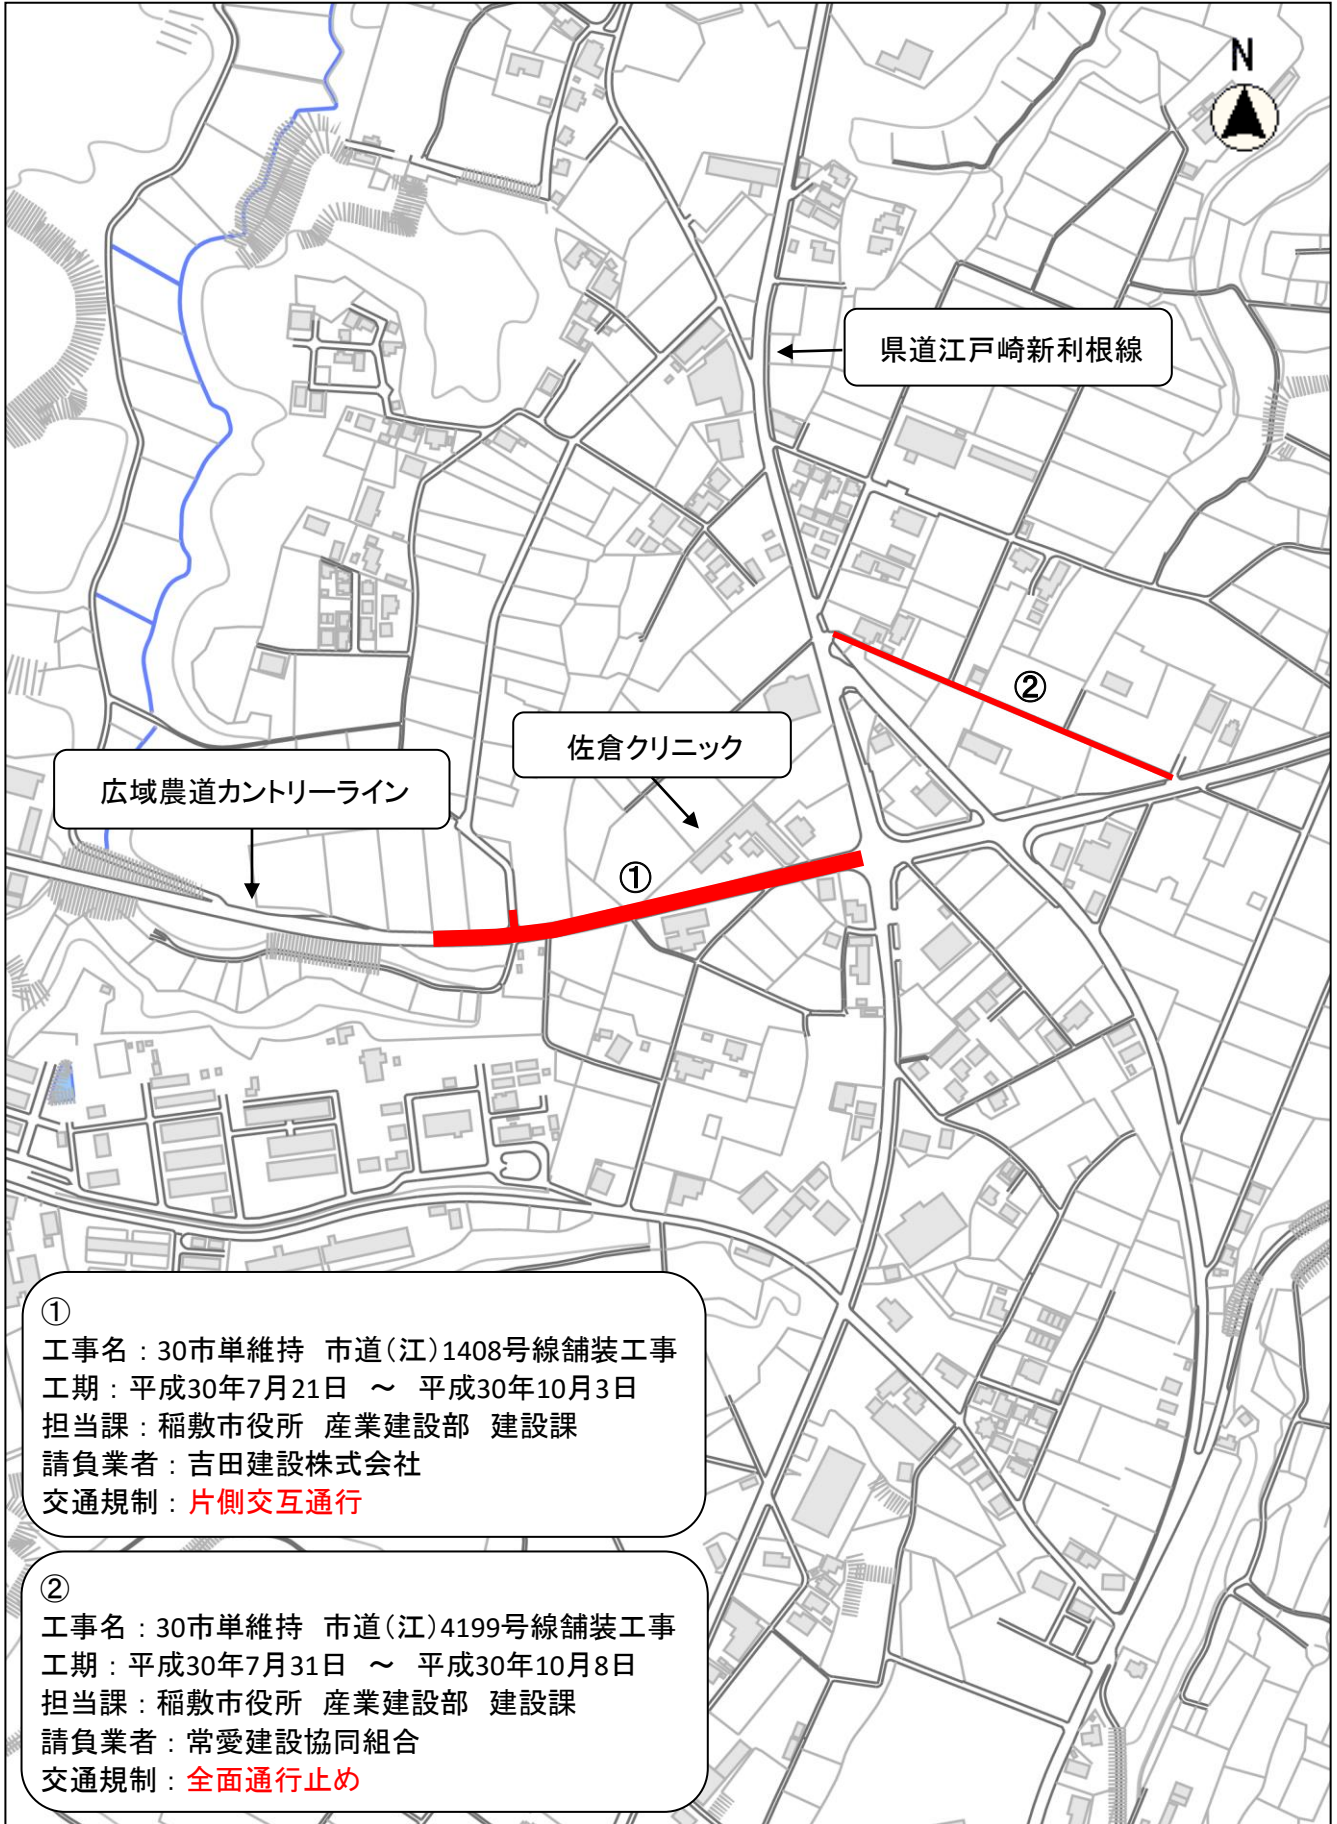 N
県道江戸崎新利根線
②
佐倉クリニック
広域農道カントリーライン
①
①
工事名：30市単維持　市道(江)1408号線舗装工事
工期：平成30年7月21日　～　平成30年10月3日
担当課：稲敷市役所　産業建設部　建設課
請負業者：吉田建設株式会社
交通規制：片側交互通行
②
工事名：30市単維持　市道(江)4199号線舗装工事
工期：平成30年7月31日　～　平成30年10月8日
担当課：稲敷市役所　産業建設部　建設課
請負業者：常愛建設協同組合
交通規制：全面通行止め